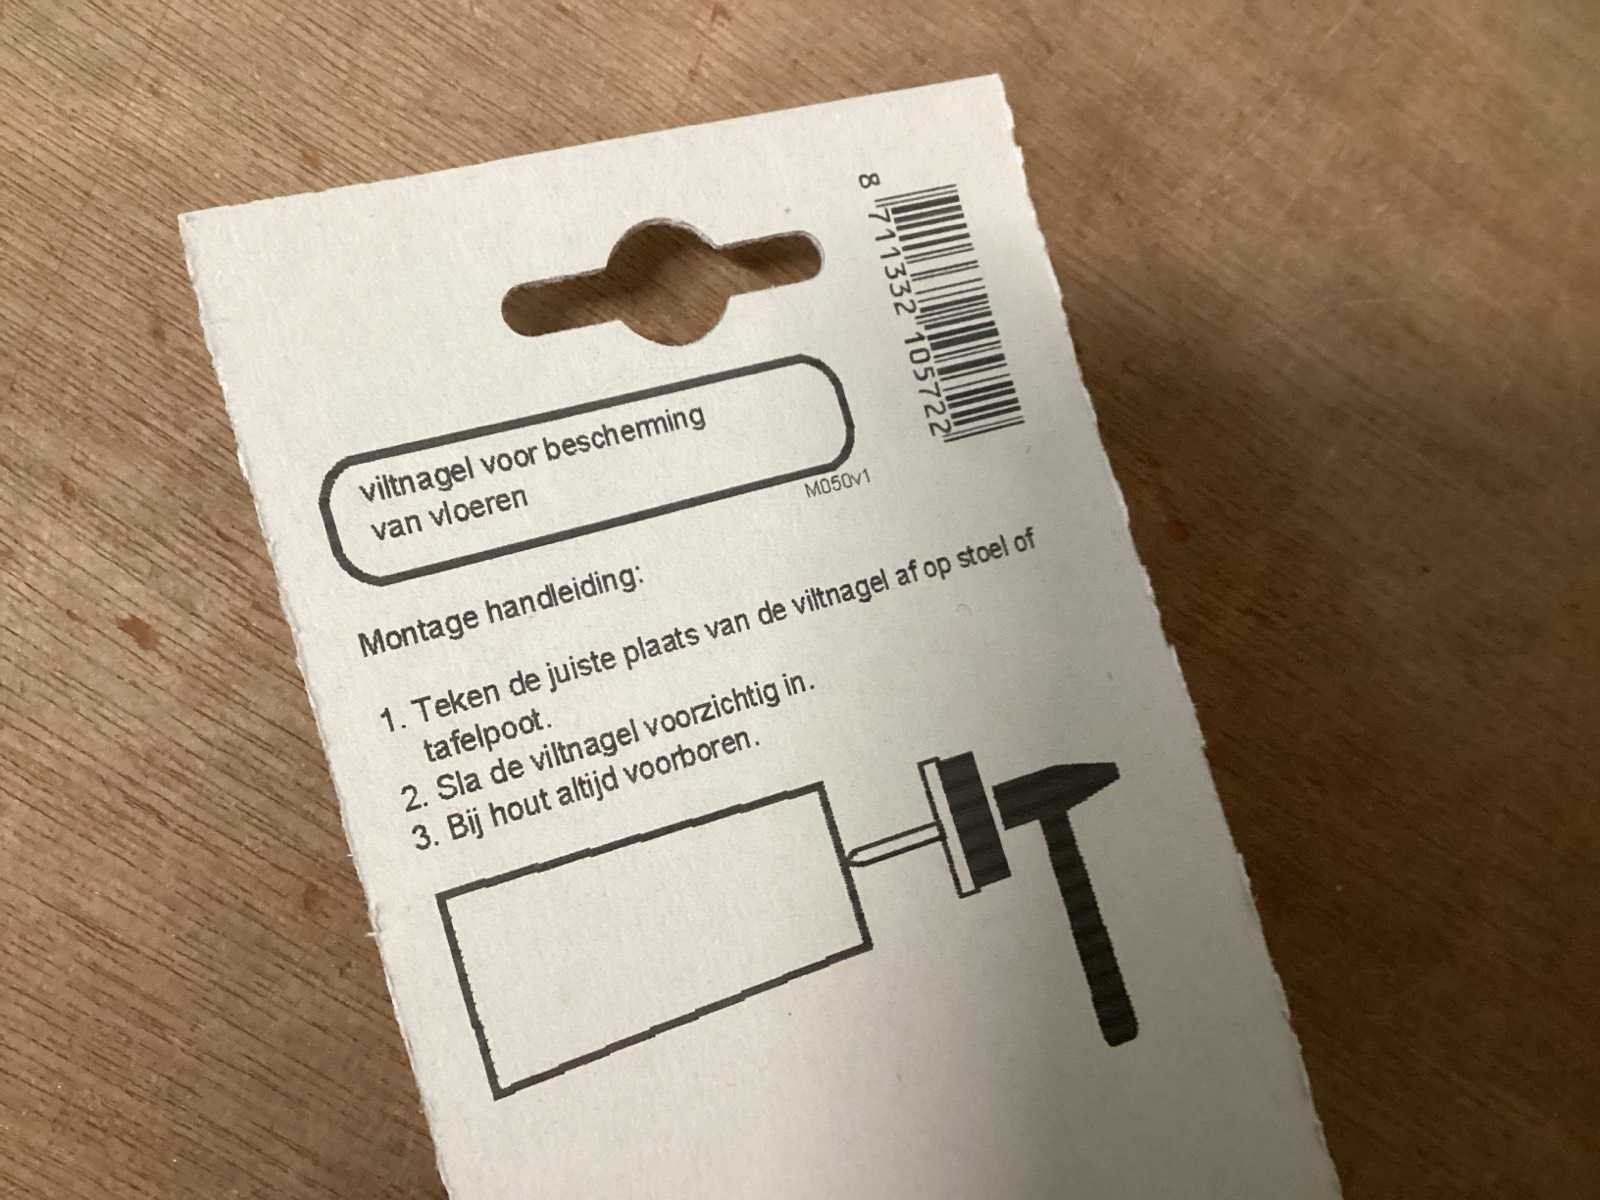 8 711332 105722
viltnagel voor bescherming
van vloeren
M050v1
Montage handleiding:
1. Teken de juiste plaats van de viltnagel af op stoel of
tafelpoot.
2. Sla de viltnagel voorzichtig in.
3. Bij hout altijd voorboren.